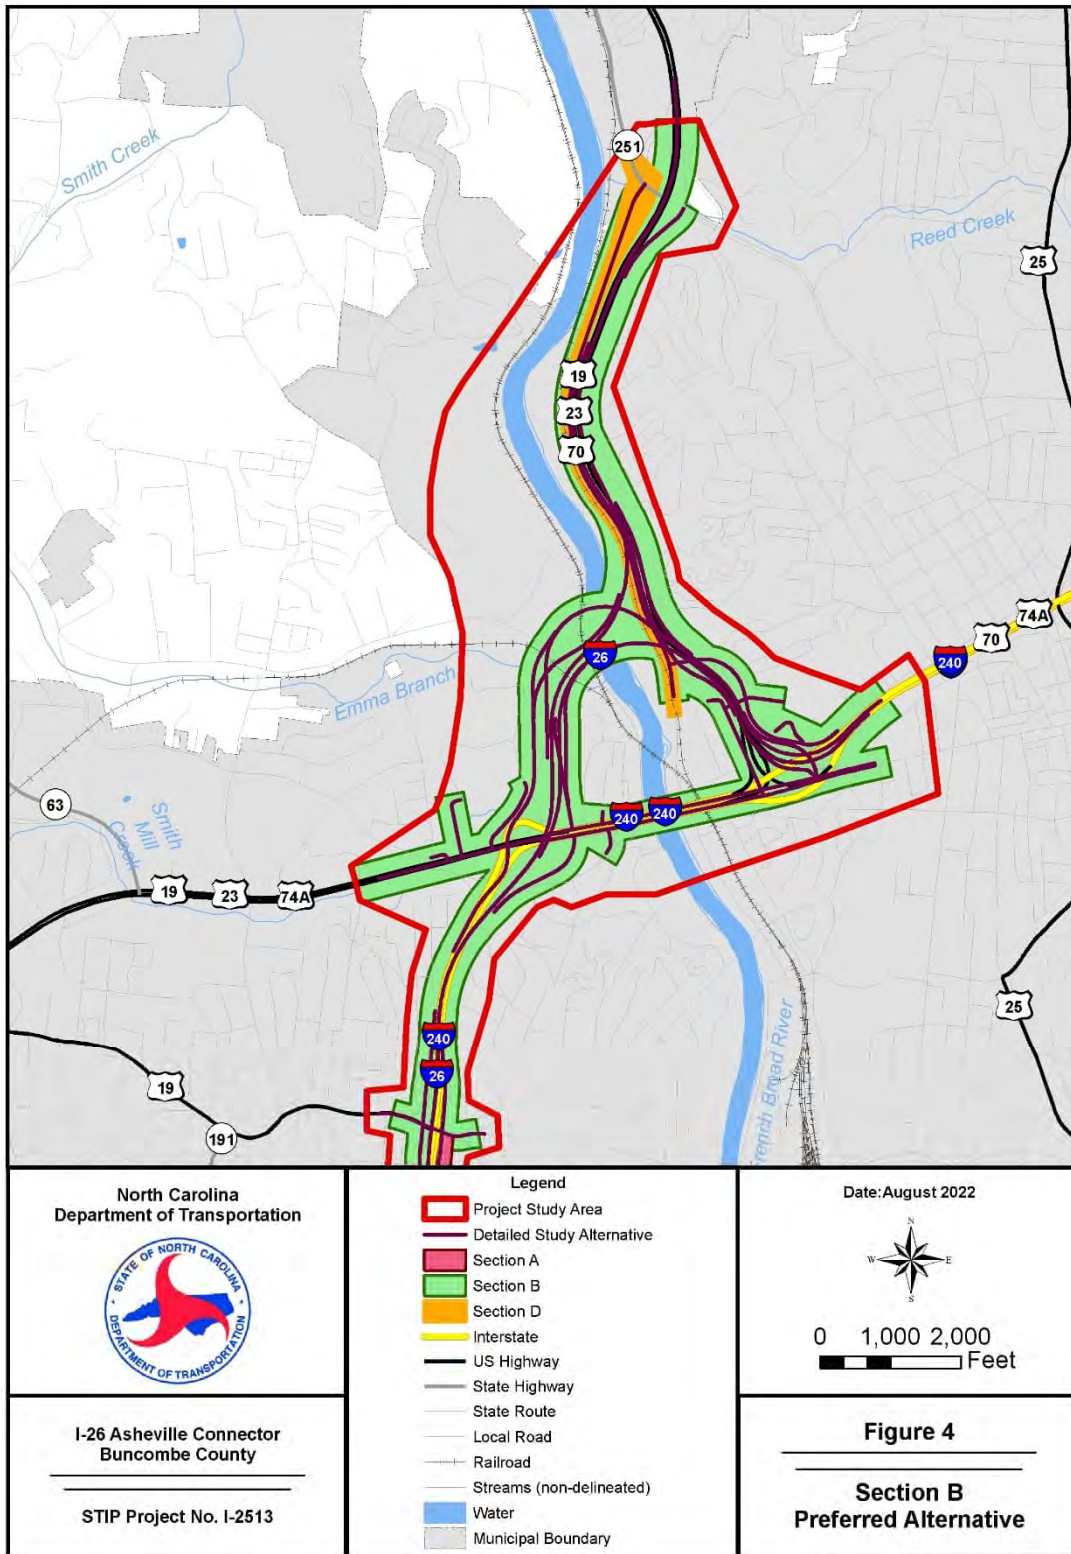 251
Smith Creek
Reed Creek
25
19
23
70
74A
70
240
26
Emma Branch
63
Smith
Mill
Creek
240
240
19
23
74A
25
240
26
French Broad River
19
191
North Carolina
Department of Transportation
STATE OF NORTH CAROLINA
DEPARTMENT OF TRANSPORTATION
I-26 Asheville Connector
Buncombe County
STIP Project No. I-2513
Legend
Project Study Area
Detailed Study Alternative
Section A
Section B
Section D
Interstate
US Highway
State Highway
State Route
Local Road
Railroad
Streams (non-delineated)
Water
Municipal Boundary
Date:August 2022
N
W E
S
0 1,000 2,000
Feet
Figure 4
Section B
Preferred Alternative